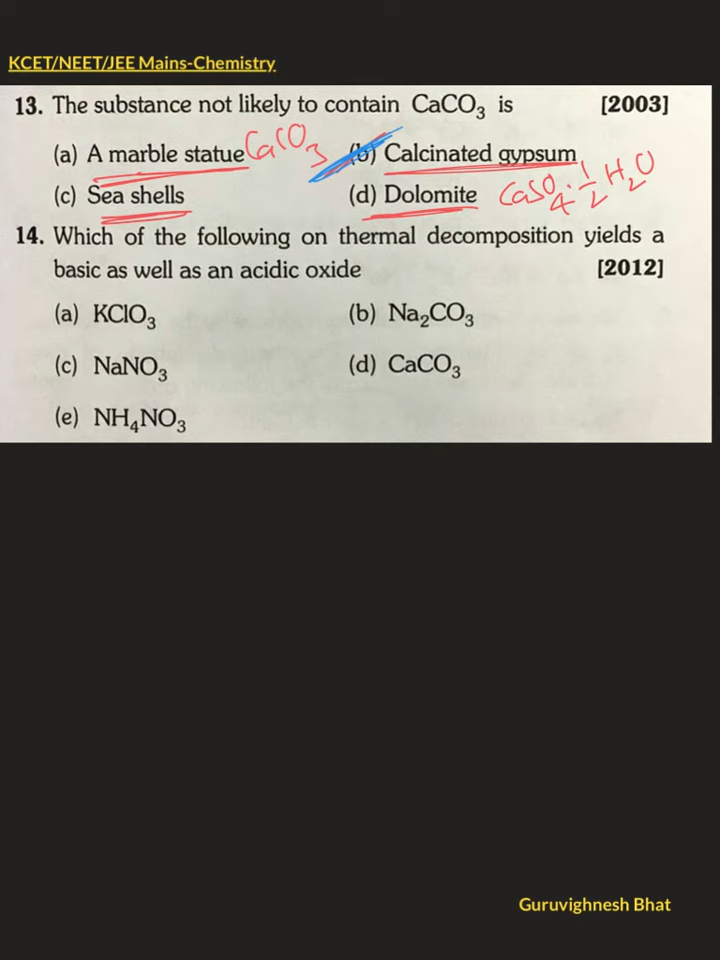 KCET/NEET/JEE Mains-Chemistry
13. The substance not likely to contain CaCO₃ is [2003]
(a) A marble statue CaCO₃ (b) Calcinated gypsum
(c) Sea shells (d) Dolomite CaSO₄·½H₂O
14. Which of the following on thermal decomposition yields a
basic as well as an acidic oxide [2012]
(a) KClO₃ (b) Na₂CO₃
(c) NaNO₃ (d) CaCO₃
(e) NH₄NO₃
Guruvighnesh Bhat